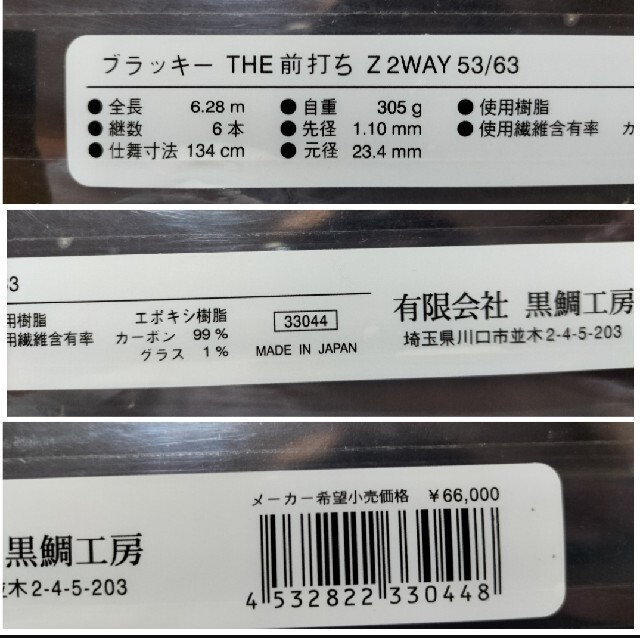 ブラッキー THE 前打ち Z 2WAY 53/63
●全長 6.28 m ●自重 305 g ●使用樹脂
●継数 6 本 ●先径 1.10 mm ●使用繊維含有率 カ
●仕舞寸法 134 cm ●元径 23.4 mm
63
用樹脂 エポキシ樹脂
用繊維含有率 カーボン 99%
グラス 1%
33044
MADE IN JAPAN
有限会社 黒鯛工房
埼玉県川口市並木2-4-5-203
黒鯛工房
並木2-4-5-203
メーカー希望小売価格 ¥66,000
4 532822 330448